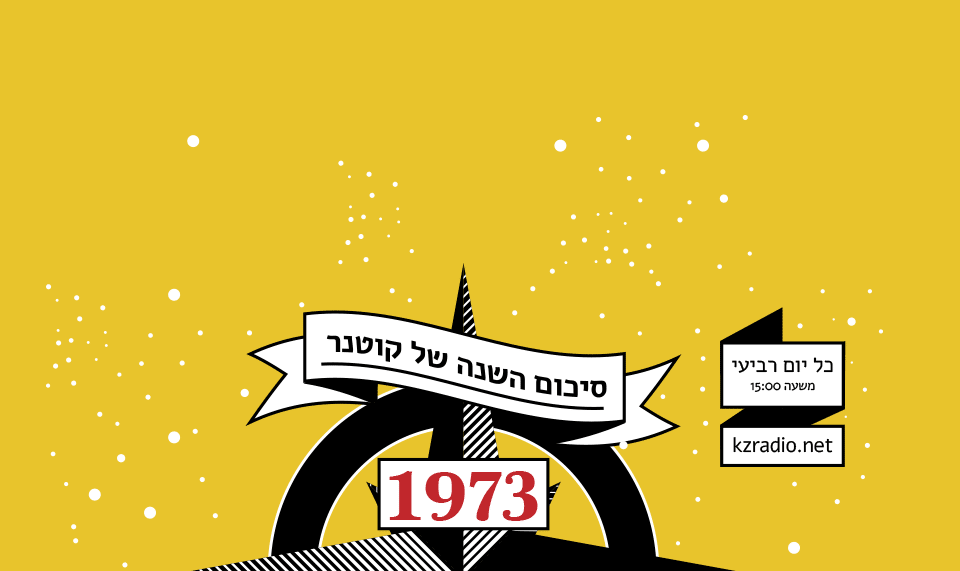 סיכום השנה של קוטנר
1973
כל יום רביעי
משעה 15:00
kzradio.net